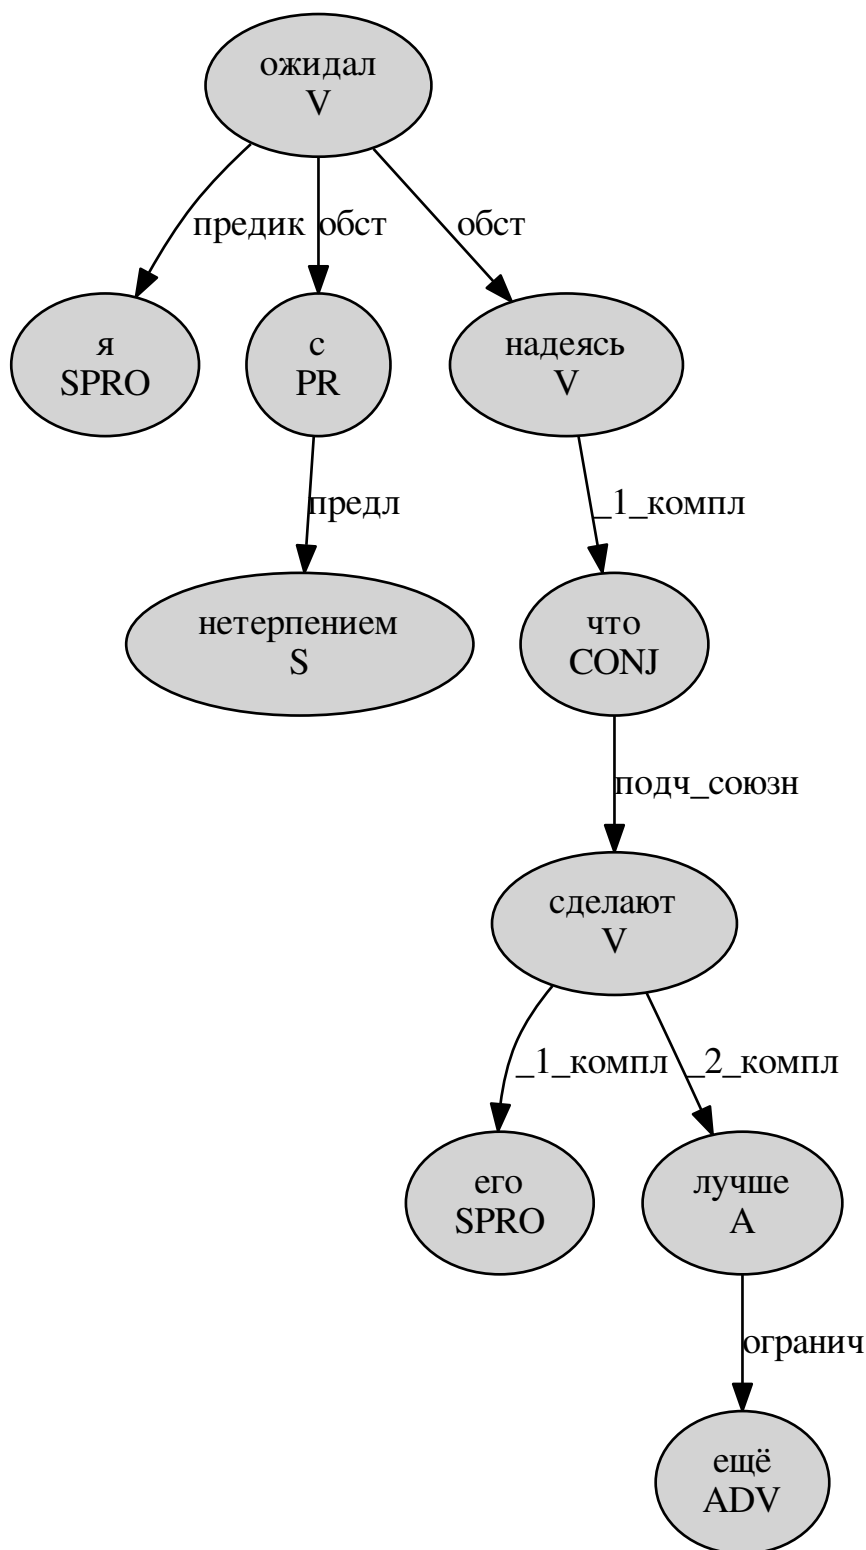 ожидал
V
предик
обст
обст
я
SPRO
с
PR
надеясь
V
предл
_1_компл
нетерпением
S
что
CONJ
подч_союзн
сделают
V
_1_компл
_2_компл
его
SPRO
лучше
A
огранич
ещё
ADV